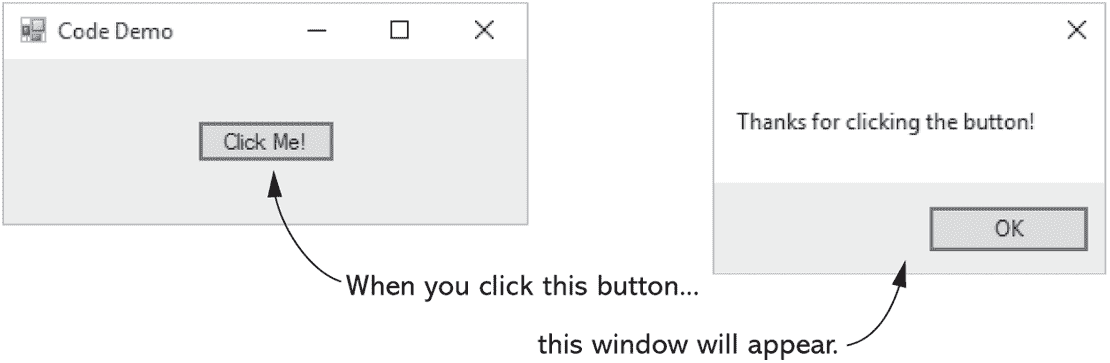 Code Demo
Click Me!
Thanks for clicking the button!
OK
When you click this button...
this window will appear.